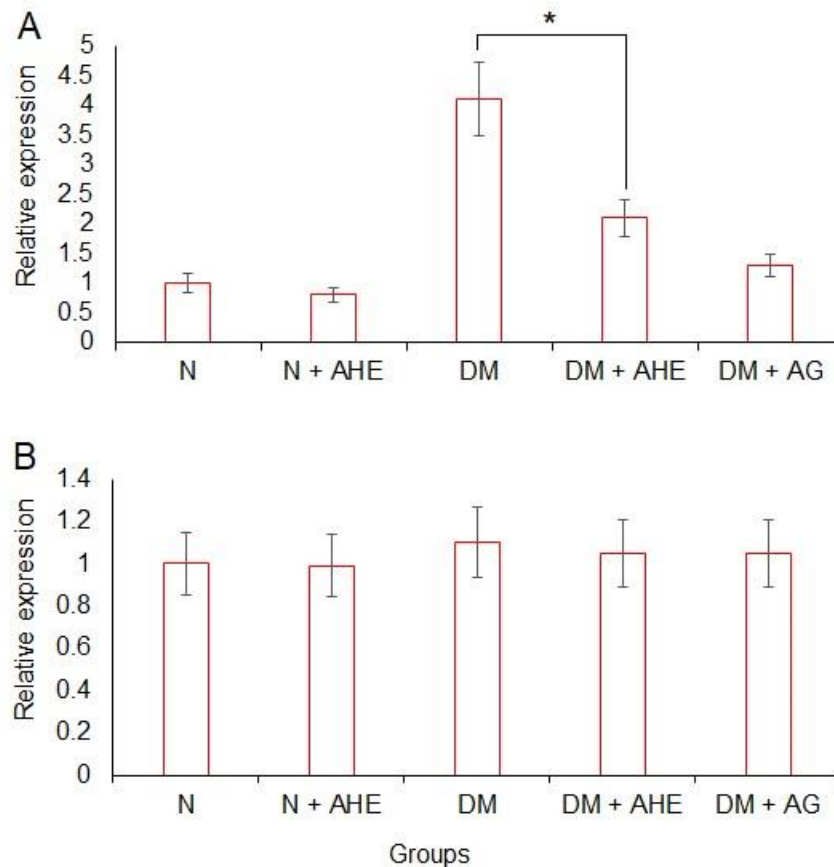 A
Relative expression
5
4.5
4
3.5
3
2.5
2
1.5
1
0.5
0
*
N
N + AHE
DM
DM + AHE
DM + AG
B
Relative expression
1.4
1.2
1
0.8
0.6
0.4
0.2
0
N
N + AHE
DM
DM + AHE
DM + AG
Groups